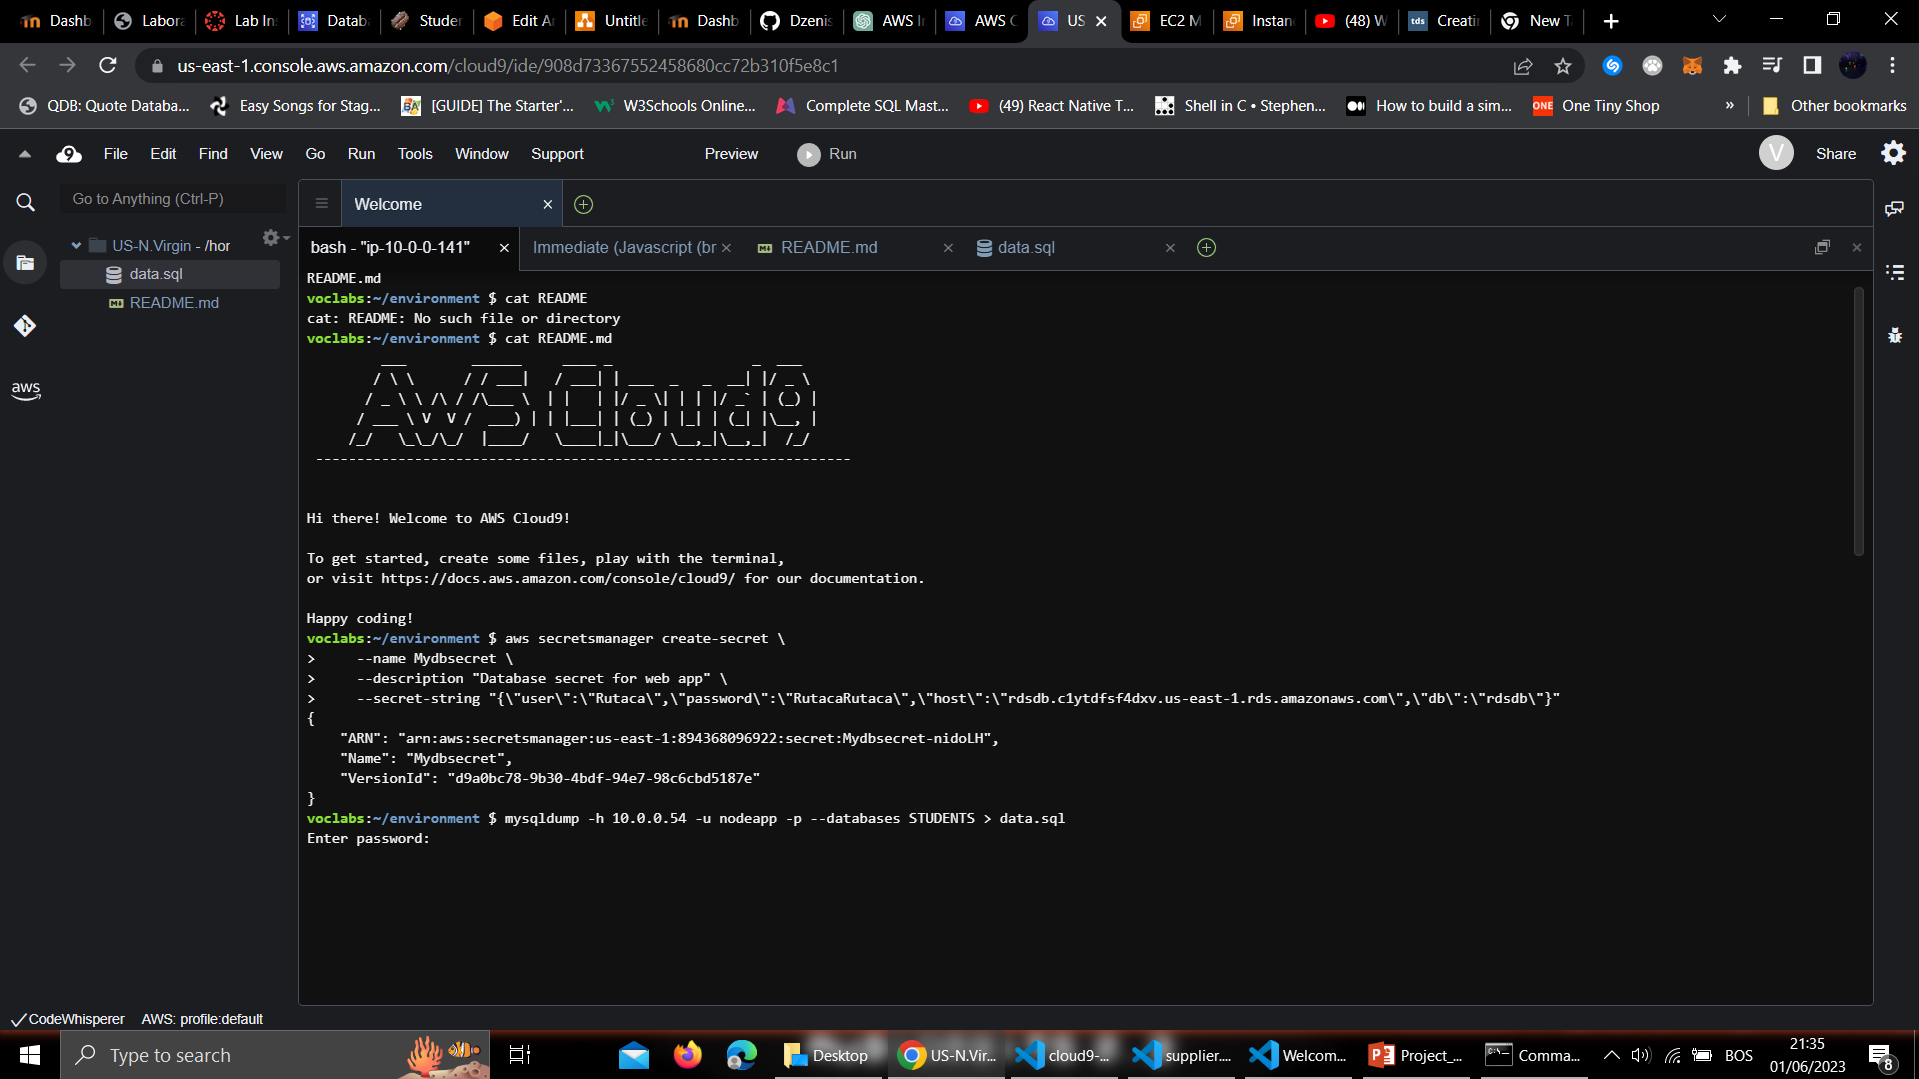 Dashb
Labora
Lab In
Datab
Studen
Edit Ar
Untitle
Dashb
Dzenis
AWS I
AWS C
US
EC2 M
Instan
(48) W
Creatin
New T
us-east-1.console.aws.amazon.com/cloud9/ide/908d73367552458680cc72b310f5e8c1
QDB: Quote Databa...
Easy Songs for Stag...
[GUIDE] The Starter'...
W3Schools Online...
Complete SQL Mast...
(49) React Native T...
Shell in C • Stephen...
How to build a sim...
ONE One Tiny Shop
»
Other bookmarks
9 File Edit Find View Go Run Tools Window Support Preview Run
V Share
Go to Anything (Ctrl-P)
Welcome
US-N.Virgin - /hor
data.sql
README.md
aws
bash - "ip-10-0-0-141"
Immediate (Javascript (br
README.md
data.sql
README.md
voclabs:~/environment $ cat README
cat: README: No such file or directory
voclabs:~/environment $ cat README.md
AWS Cloud9
-----------------------------------------------------------------
Hi there! Welcome to AWS Cloud9!
To get started, create some files, play with the terminal,
or visit https://docs.aws.amazon.com/console/cloud9/ for our documentation.
Happy coding!
voclabs:~/environment $ aws secretsmanager create-secret \
>     --name Mydbsecret \
>     --description "Database secret for web app" \
>     --secret-string "{\"user\":\"Rutaca\",\"password\":\"RutacaRutaca\",\"host\":\"rdsdb.c1ytdfsf4dxv.us-east-1.rds.amazonaws.com\",\"db\":\"rdsdb\"}"
{
    "ARN": "arn:aws:secretsmanager:us-east-1:894368096922:secret:Mydbsecret-nidoLH",
    "Name": "Mydbsecret",
    "VersionId": "d9a0bc78-9b30-4bdf-94e7-98c6cbd5187e"
}
voclabs:~/environment $ mysqldump -h 10.0.0.54 -u nodeapp -p --databases STUDENTS > data.sql
Enter password:
CodeWhisperer AWS: profile:default
Type to search
Desktop
US-N.Vir...
cloud9-...
supplier....
Welcom...
Project_...
Comma...
BOS
21:35
01/06/2023
8